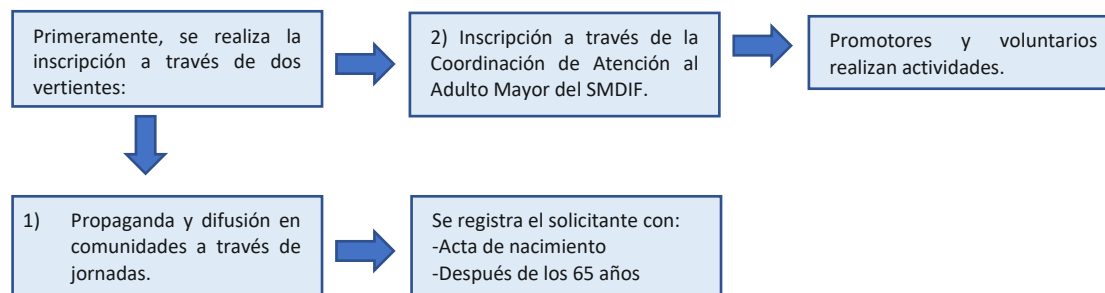 Primeramente, se realiza la
inscripción a través de dos
vertientes:
2) Inscripción a través de la
Coordinación de Atención al
Adulto Mayor del SMDIF.
Promotores y voluntarios
realizan actividades.
1) Propaganda y difusión en
comunidades a través de
jornadas.
Se registra el solicitante con:
-Acta de nacimiento
-Después de los 65 años